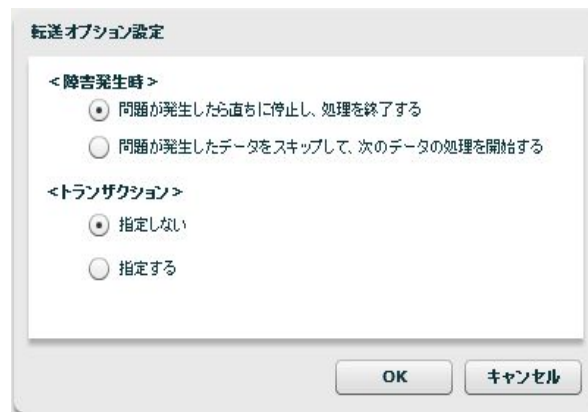 転送オプション設定
＜障害発生時＞
問題が発生したら直ちに停止し、処理を終了する
問題が発生したデータをスキップして、次のデータの処理を開始する
＜トランザクション＞
指定しない
指定する
OK
キャンセル